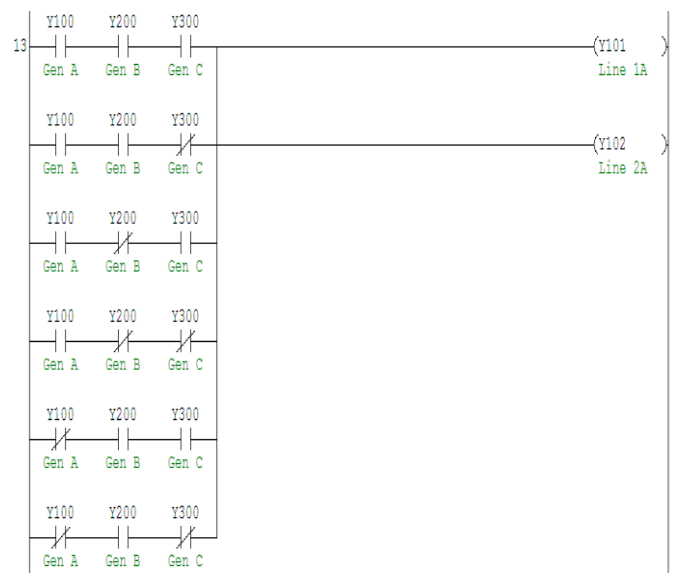 Y100 Y200 Y300
13 (Y101 )
Gen A Gen B Gen C Line 1A
Y100 Y200 Y300
(Y102 )
Gen A Gen B Gen C Line 2A
Y100 Y200 Y300
Gen A Gen B Gen C
Y100 Y200 Y300
Gen A Gen B Gen C
Y100 Y200 Y300
Gen A Gen B Gen C
Y100 Y200 Y300
Gen A Gen B Gen C